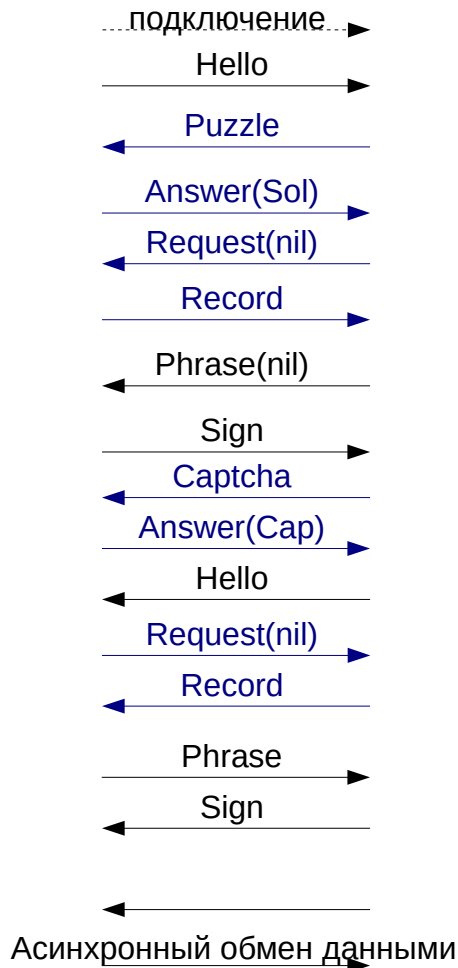 подключение
Hello
Puzzle
Answer(Sol)
Request(nil)
Record
Phrase(nil)
Sign
Captcha
Answer(Cap)
Hello
Request(nil)
Record
Phrase
Sign
Асинхронный обмен данными